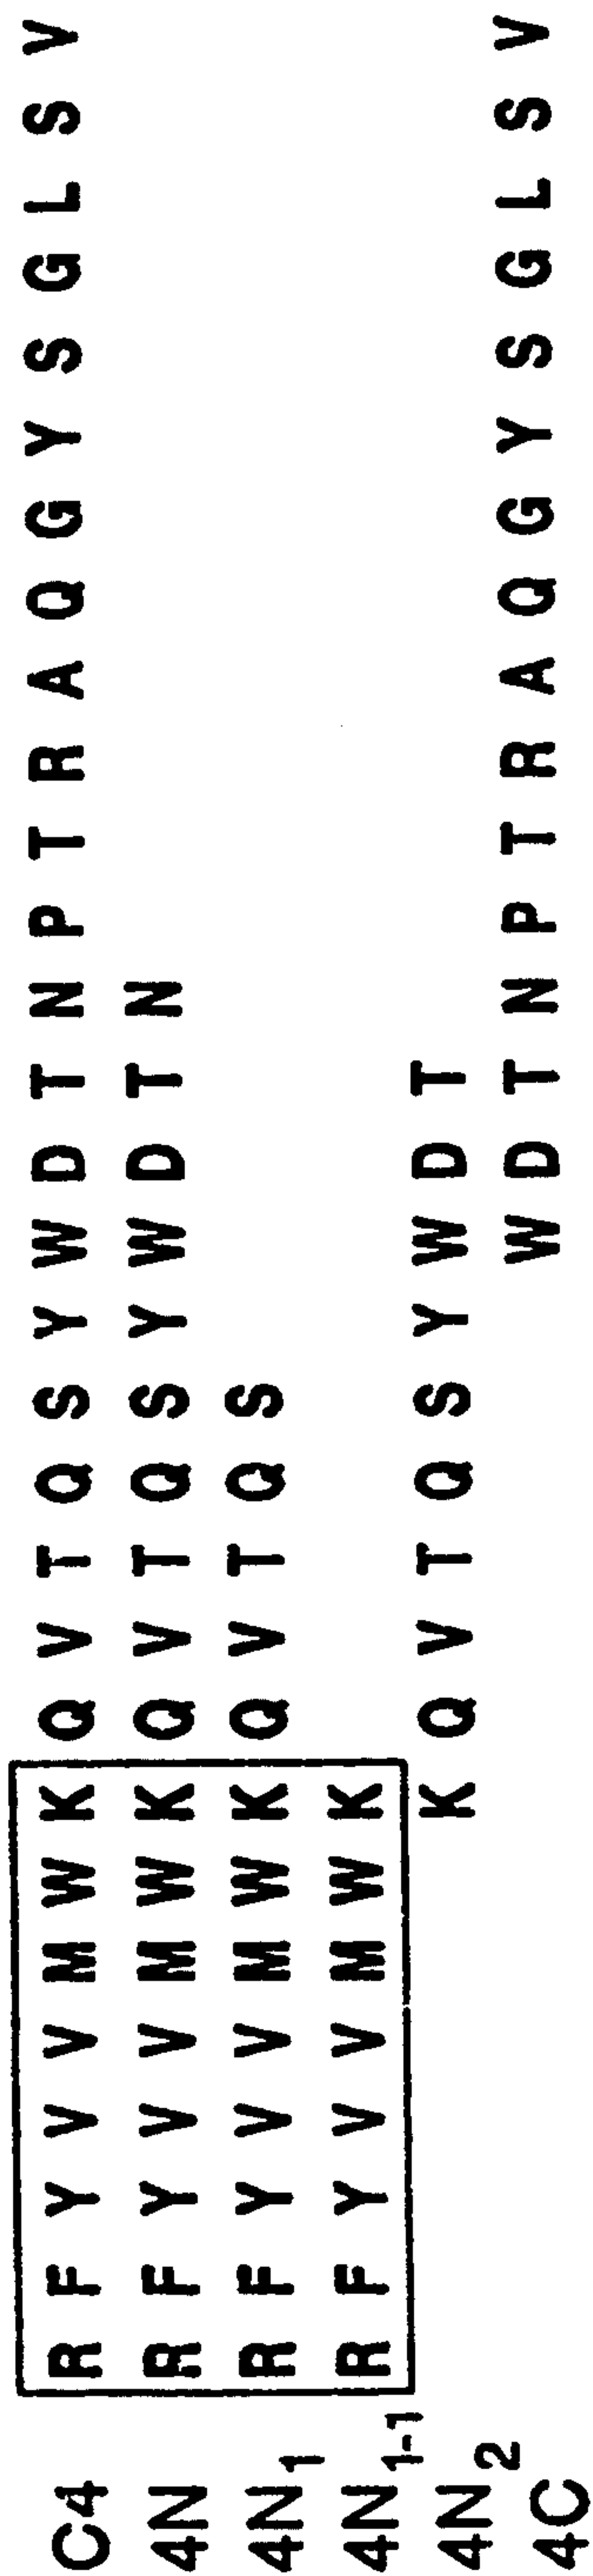 C4 R F Y V V M W K Q V T Q S Y W D T N P T R A Q G Y S G L S V
4N R F Y V V M W K Q V T Q S Y W D T N
4N1 R F Y V V M W K Q V T Q S
4N1-1 R F Y V V M W K
4N2 K Q V T Q S Y W D T
4C W D T N P T R A Q G Y S G L S V